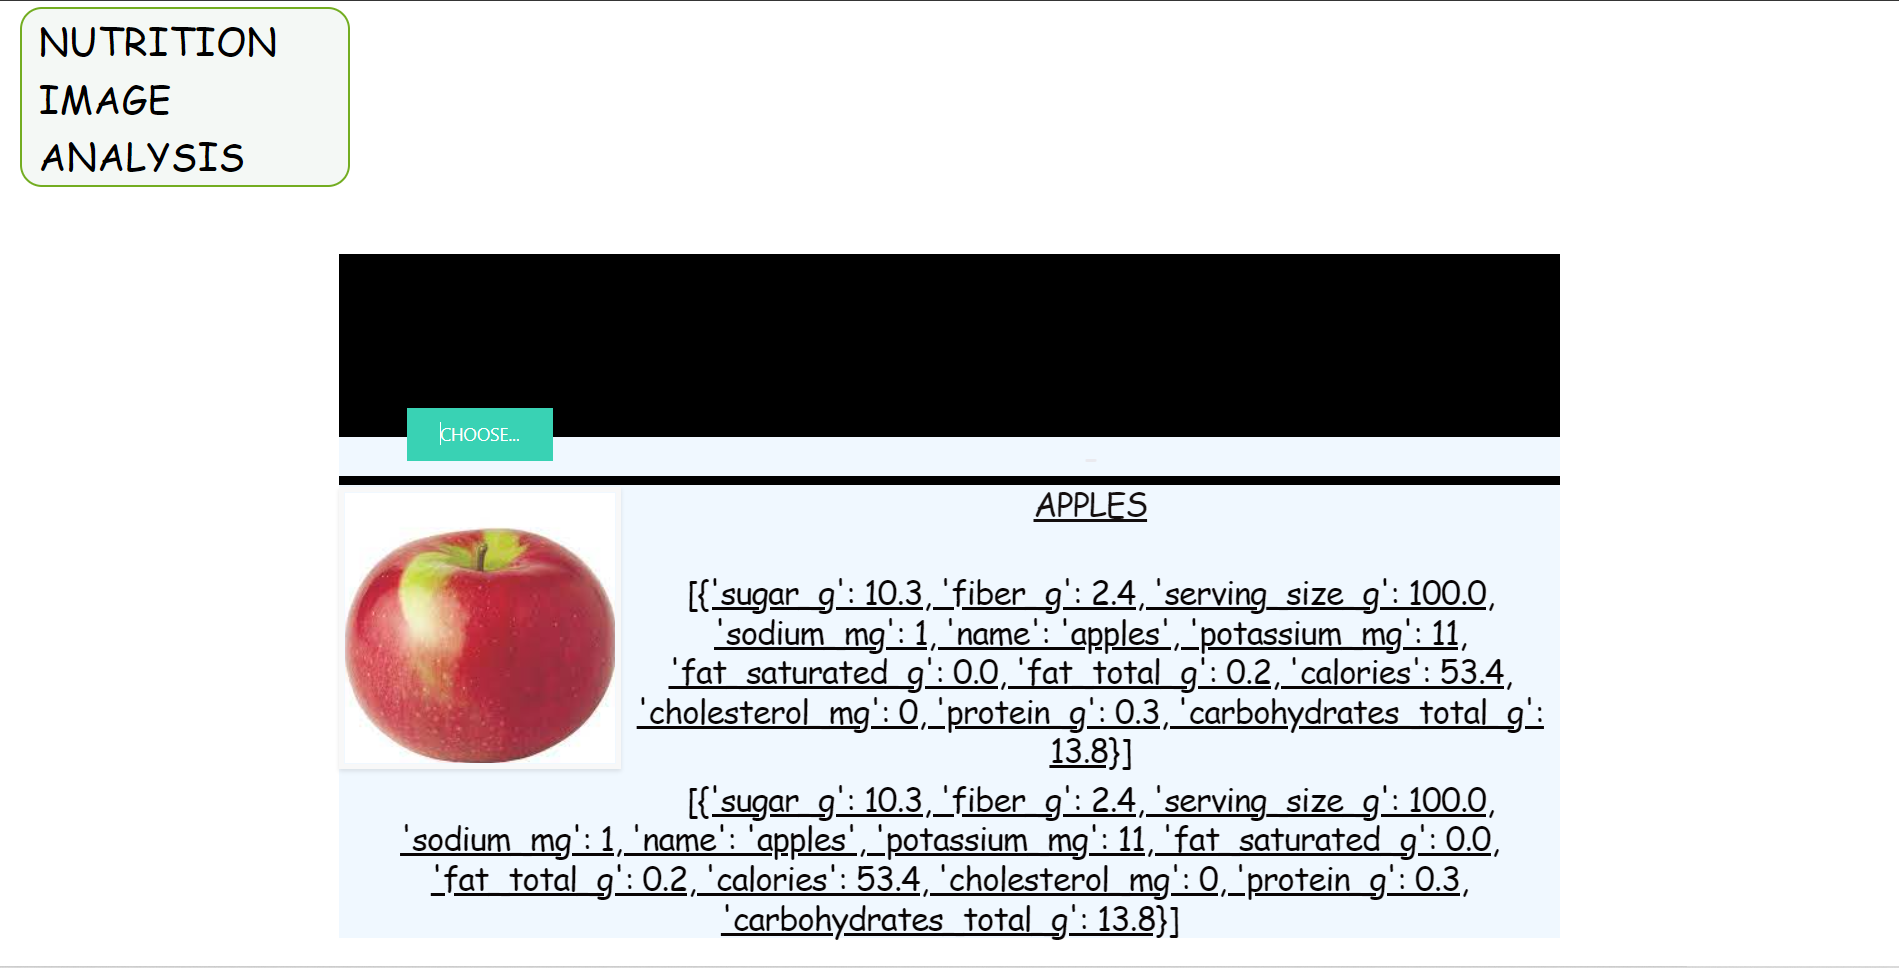 NUTRITION
IMAGE
ANALYSIS
CHOOSE...
APPLES
[{'sugar_g': 10.3, 'fiber_g': 2.4, 'serving_size_g': 100.0,
'sodium_mg': 1, 'name': 'apples', 'potassium_mg': 11,
'fat_saturated_g': 0.0, 'fat_total_g': 0.2, 'calories': 53.4,
'cholesterol_mg': 0, 'protein_g': 0.3, 'carbohydrates_total_g':
13.8}]
[{'sugar_g': 10.3, 'fiber_g': 2.4, 'serving_size_g': 100.0,
'sodium_mg': 1, 'name': 'apples', 'potassium_mg': 11, 'fat_saturated_g': 0.0,
'fat_total_g': 0.2, 'calories': 53.4, 'cholesterol_mg': 0, 'protein_g': 0.3,
'carbohydrates_total_g': 13.8}]